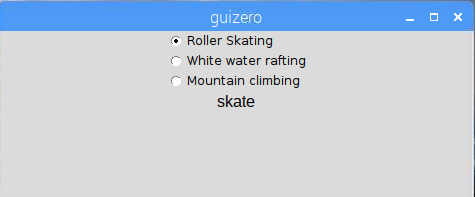 guizero
Roller Skating
White water rafting
Mountain climbing
skate